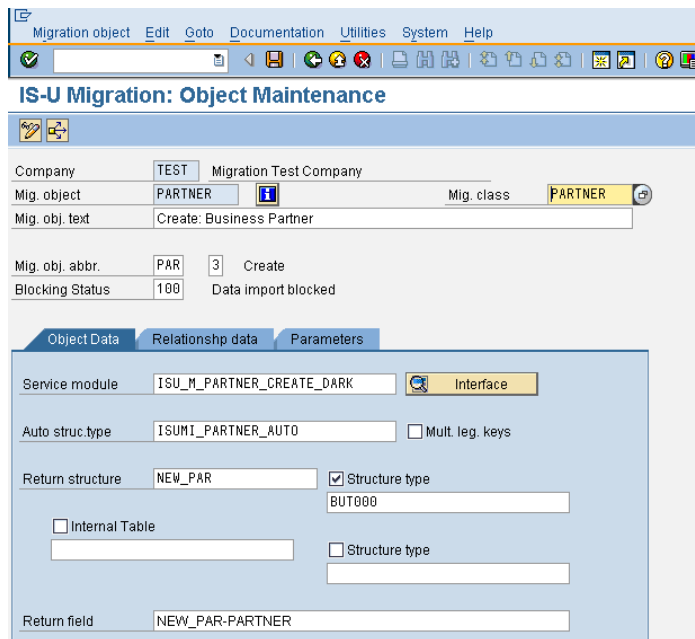 Migration object Edit Goto Documentation Utilities System Help
IS-U Migration: Object Maintenance
Company TEST Migration Test Company
Mig. object PARTNER Mig. class PARTNER
Mig. obj. text Create: Business Partner
Mig. obj. abbr. PAR 3 Create
Blocking Status 100 Data import blocked
Object Data Relationshp data Parameters
Service module ISU_M_PARTNER_CREATE_DARK Interface
Auto struc.type ISUMI_PARTNER_AUTO Mult. leg. keys
Return structure NEW_PAR Structure type
BUT000
Internal Table
Structure type
Return field NEW_PAR-PARTNER